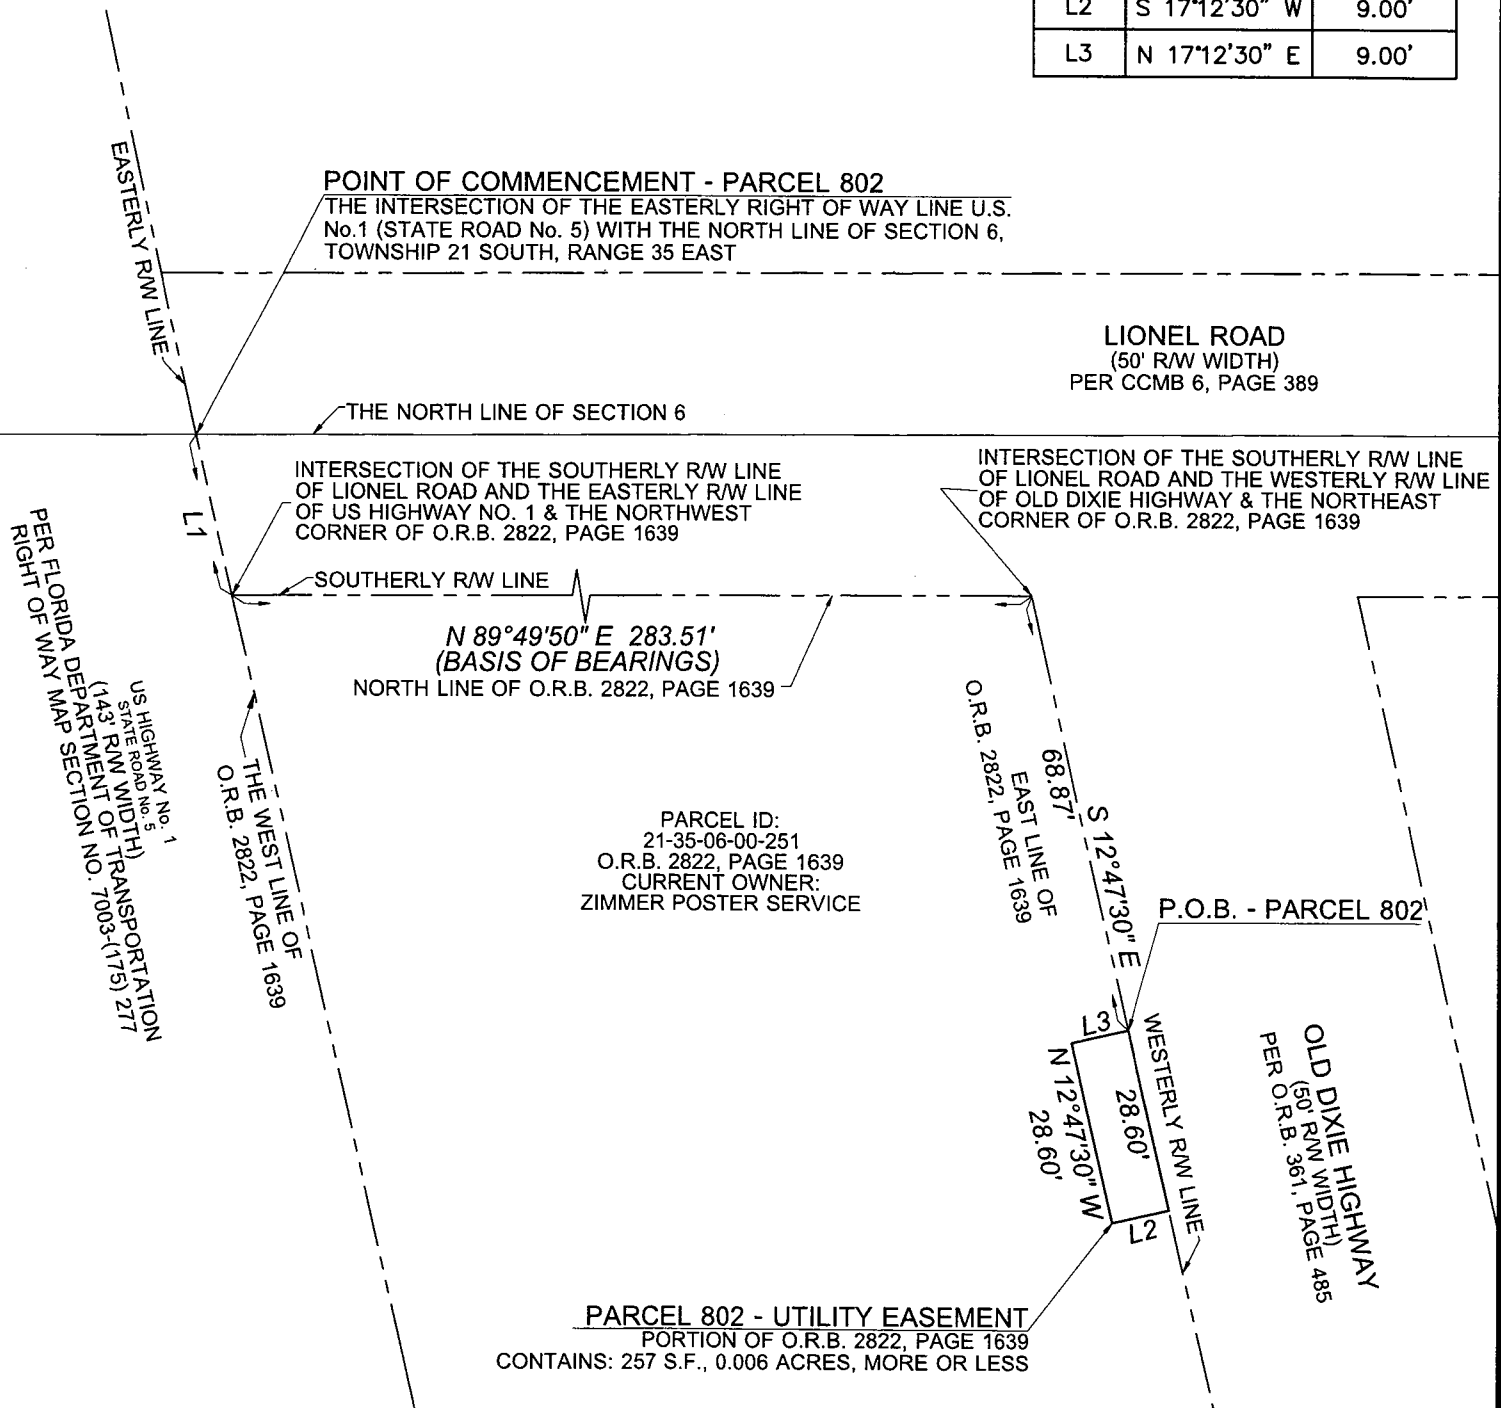 L2 S 17°12'30" W 9.00'
L3 N 17°12'30" E 9.00'
EASTERLY R/W LINE
POINT OF COMMENCEMENT - PARCEL 802
THE INTERSECTION OF THE EASTERLY RIGHT OF WAY LINE U.S.
No.1 (STATE ROAD No. 5) WITH THE NORTH LINE OF SECTION 6,
TOWNSHIP 21 SOUTH, RANGE 35 EAST
LIONEL ROAD
(50' R/W WIDTH)
PER CCMB 6, PAGE 389
THE NORTH LINE OF SECTION 6
INTERSECTION OF THE SOUTHERLY R/W LINE
OF LIONEL ROAD AND THE EASTERLY R/W LINE
OF US HIGHWAY NO. 1 & THE NORTHWEST
CORNER OF O.R.B. 2822, PAGE 1639
INTERSECTION OF THE SOUTHERLY R/W LINE
OF LIONEL ROAD AND THE WESTERLY R/W LINE
OF OLD DIXIE HIGHWAY & THE NORTHEAST
CORNER OF O.R.B. 2822, PAGE 1639
L1
SOUTHERLY R/W LINE
N 89°49'50" E 283.51'
(BASIS OF BEARINGS)
NORTH LINE OF O.R.B. 2822, PAGE 1639
US HIGHWAY No. 1
STATE ROAD No. 5
(143' R/W WIDTH)
PER FLORIDA DEPARTMENT OF TRANSPORTATION
RIGHT OF WAY MAP SECTION NO. 7003-(175) 277
THE WEST LINE OF
O.R.B. 2822, PAGE 1639
PARCEL ID:
21-35-06-00-251
O.R.B. 2822, PAGE 1639
CURRENT OWNER:
ZIMMER POSTER SERVICE
S 12°47'30" E
68.87'
EAST LINE OF
O.R.B. 2822, PAGE 1639
P.O.B. - PARCEL 802
L3
WESTERLY R/W LINE
28.60'
N 12°47'30" W
28.60'
L2
OLD DIXIE HIGHWAY
(50' R/W WIDTH)
PER O.R.B. 361, PAGE 485
PARCEL 802 - UTILITY EASEMENT
PORTION OF O.R.B. 2822, PAGE 1639
CONTAINS: 257 S.F., 0.006 ACRES, MORE OR LESS